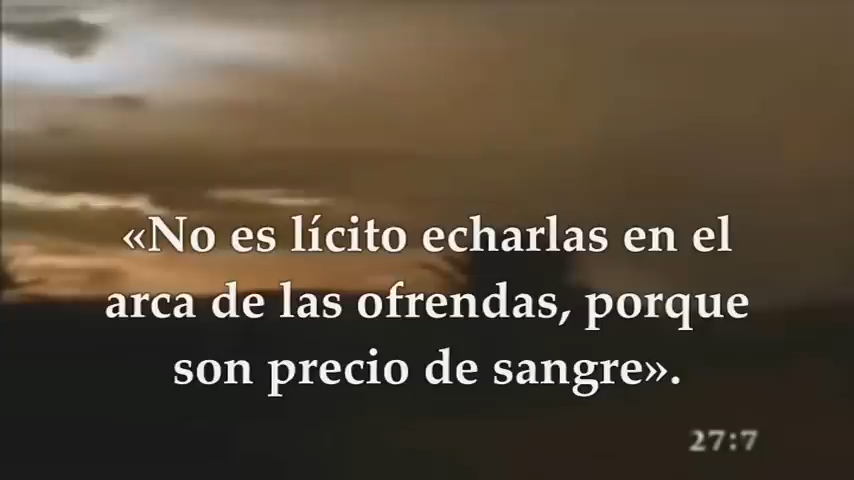 «No es lícito echarlas en el
arca de las ofrendas, porque
son precio de sangre».
27:7